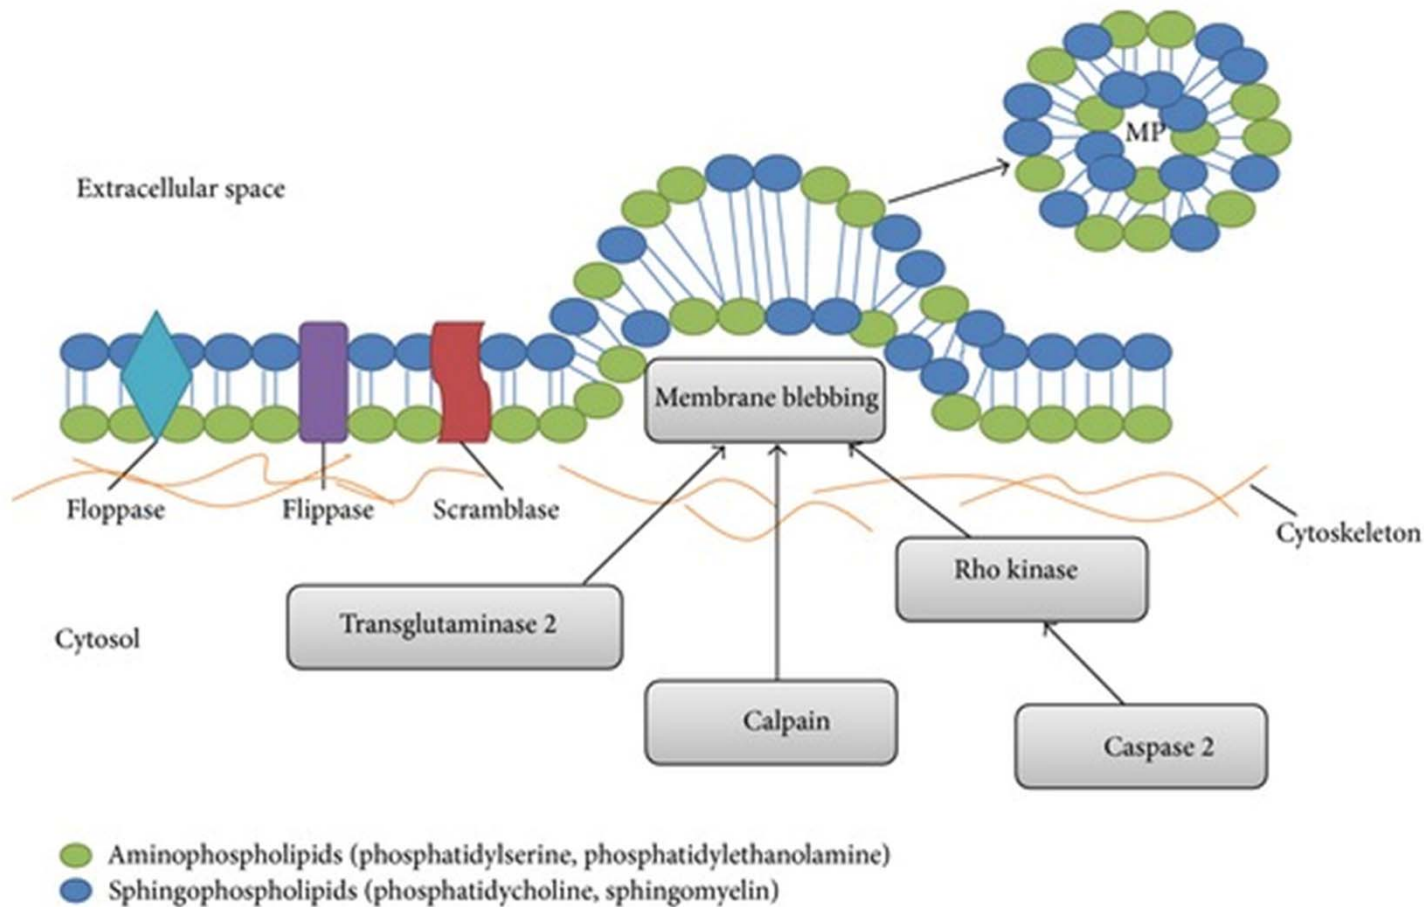 MP
Extracellular space
Membrane blebbing
Floppase
Flippase
Scramblase
Cytoskeleton
Rho kinase
Transglutaminase 2
Cytosol
Calpain
Caspase 2
Aminophospholipids (phosphatidylserine, phosphatidylethanolamine)
Sphingophospholipids (phosphatidycholine, sphingomyelin)